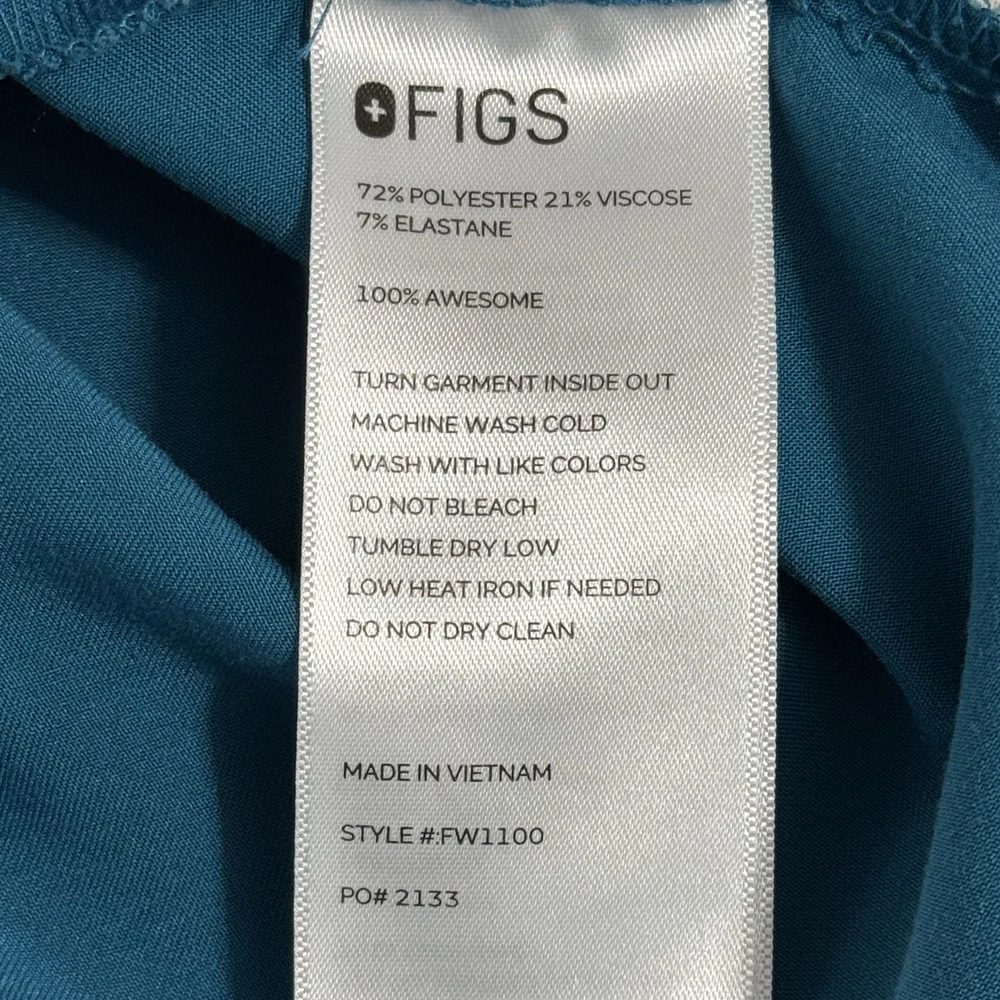 FIGS
72% POLYESTER 21% VISCOSE
7% ELASTANE
100% AWESOME
TURN GARMENT INSIDE OUT
MACHINE WASH COLD
WASH WITH LIKE COLORS
DO NOT BLEACH
TUMBLE DRY LOW
LOW HEAT IRON IF NEEDED
DO NOT DRY CLEAN
MADE IN VIETNAM
STYLE #:FW1100
PO# 2133